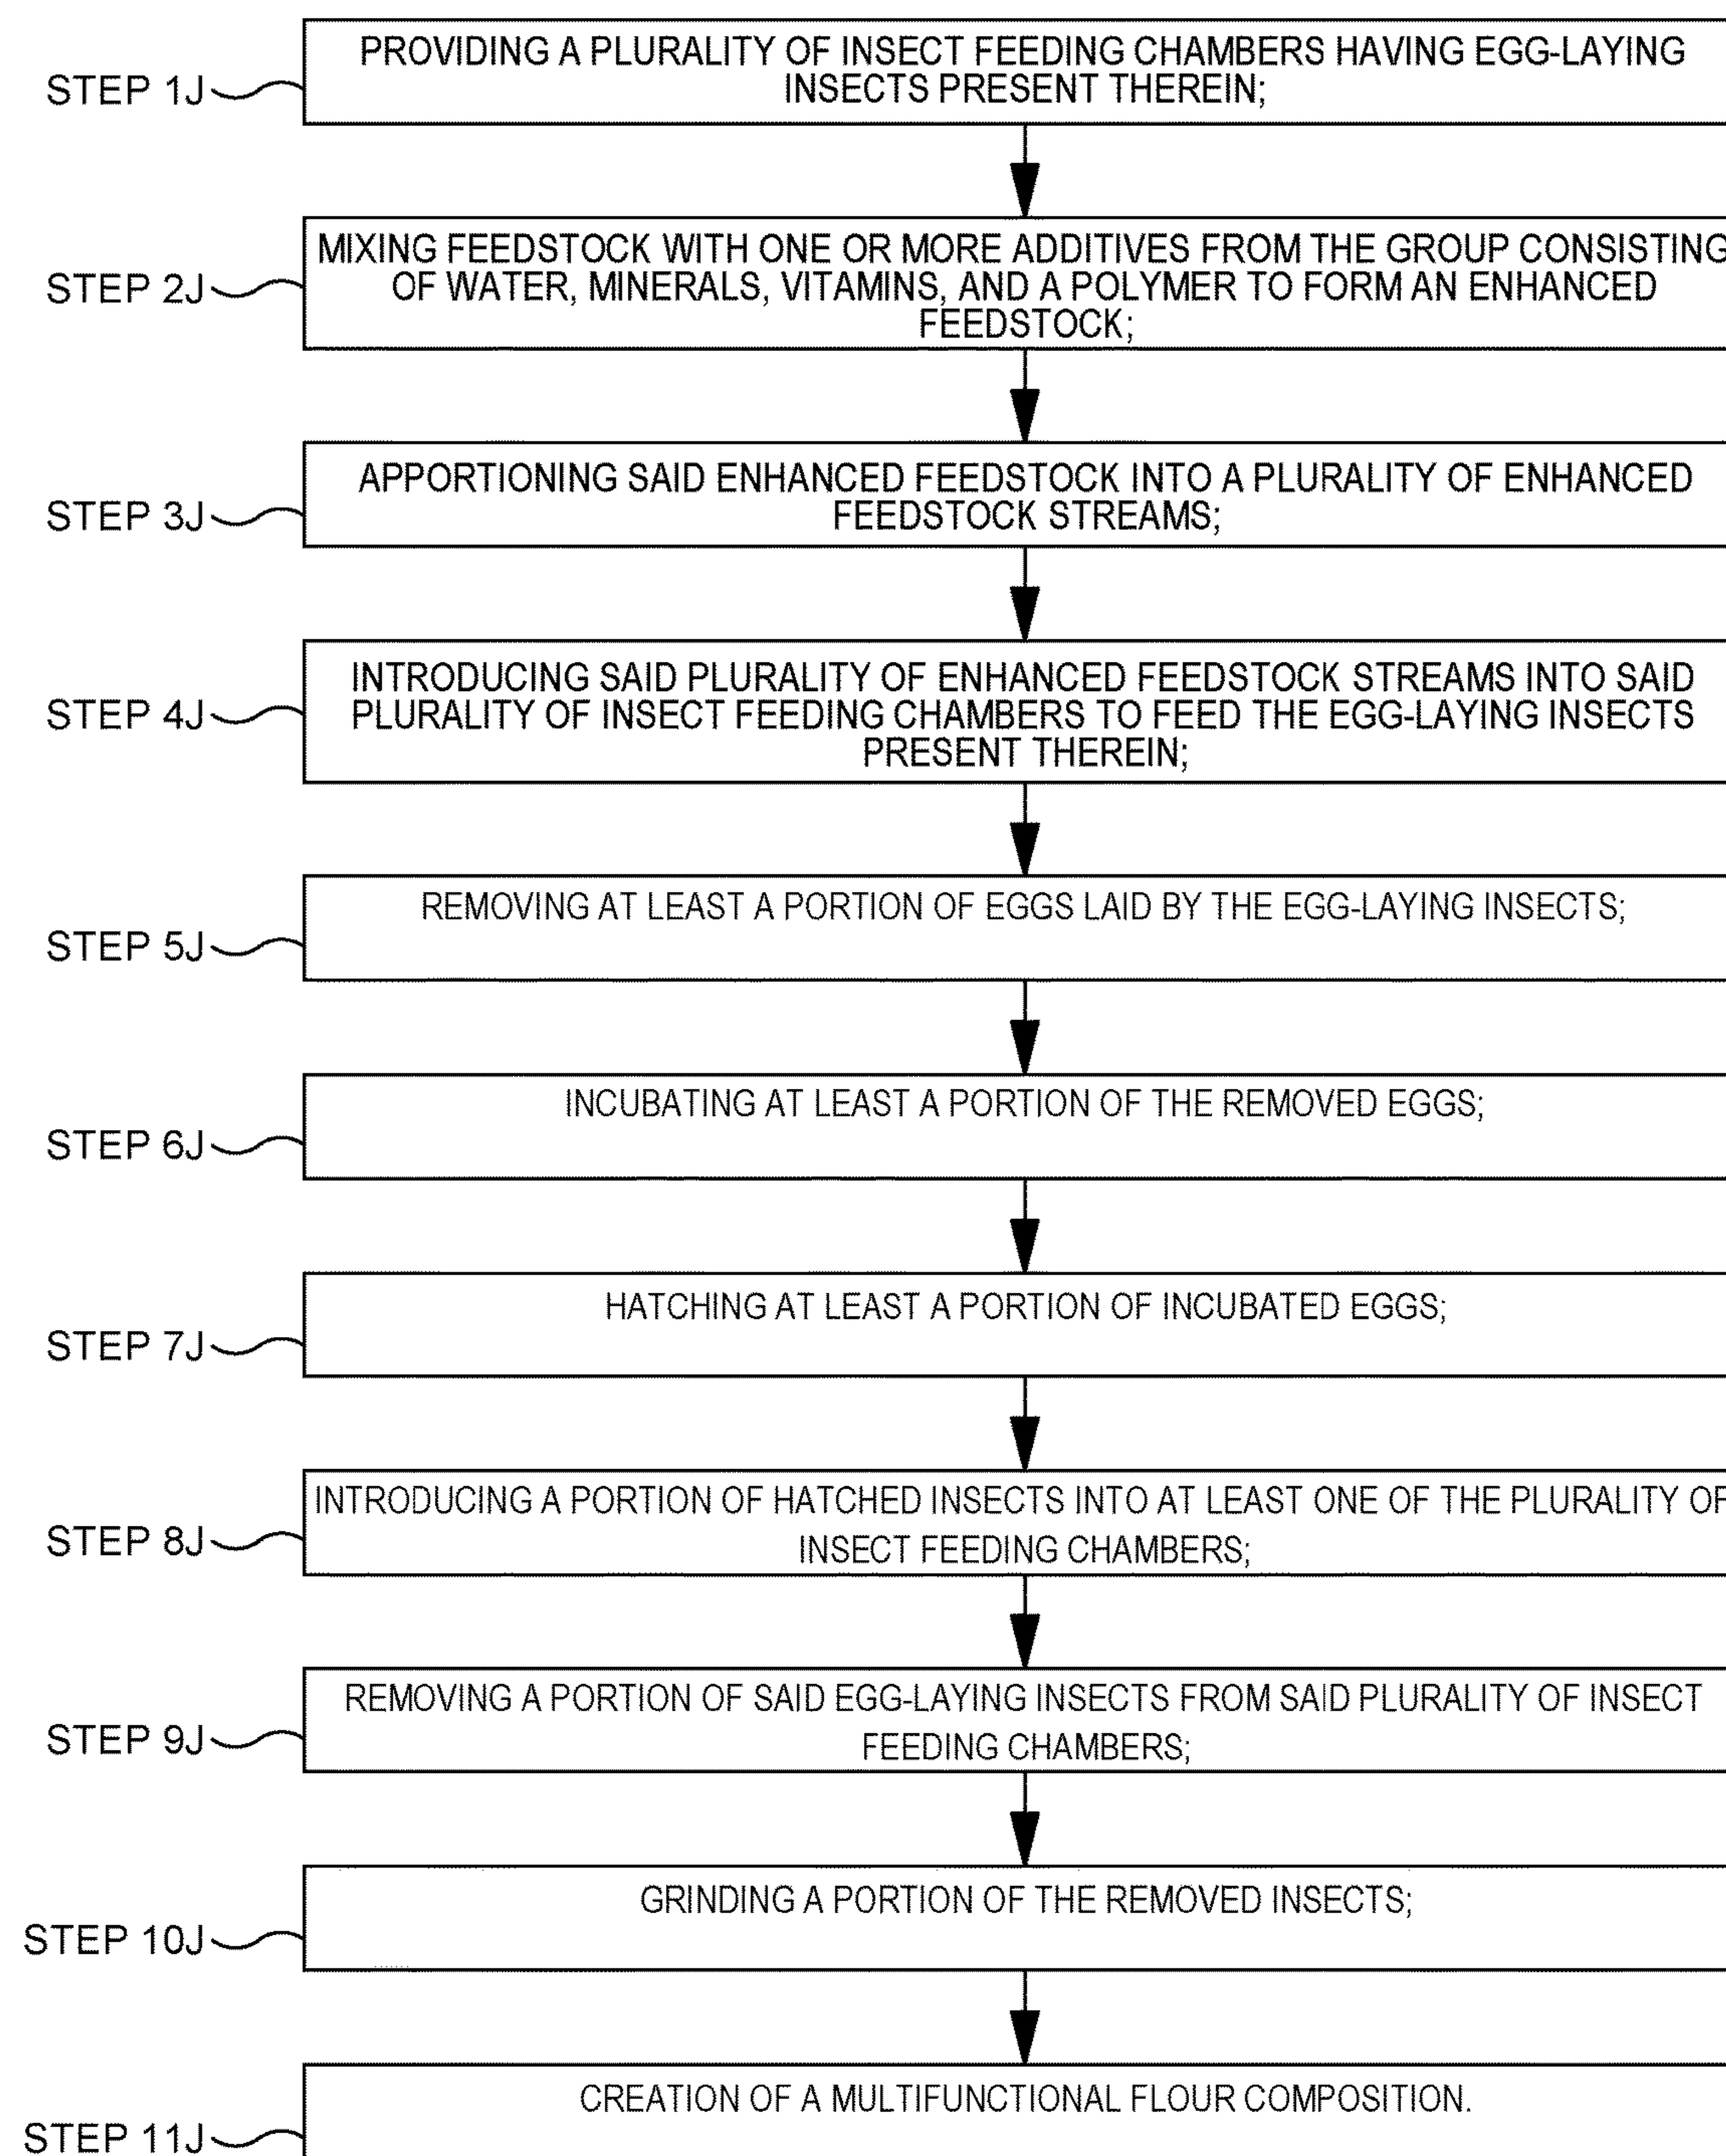 STEP 1J
PROVIDING A PLURALITY OF INSECT FEEDING CHAMBERS HAVING EGG-LAYING
INSECTS PRESENT THEREIN;
STEP 2J
MIXING FEEDSTOCK WITH ONE OR MORE ADDITIVES FROM THE GROUP CONSISTING
OF WATER, MINERALS, VITAMINS, AND A POLYMER TO FORM AN ENHANCED
FEEDSTOCK;
STEP 3J
APPORTIONING SAID ENHANCED FEEDSTOCK INTO A PLURALITY OF ENHANCED
FEEDSTOCK STREAMS;
STEP 4J
INTRODUCING SAID PLURALITY OF ENHANCED FEEDSTOCK STREAMS INTO SAID
PLURALITY OF INSECT FEEDING CHAMBERS TO FEED THE EGG-LAYING INSECTS
PRESENT THEREIN;
STEP 5J
REMOVING AT LEAST A PORTION OF EGGS LAID BY THE EGG-LAYING INSECTS;
STEP 6J
INCUBATING AT LEAST A PORTION OF THE REMOVED EGGS;
STEP 7J
HATCHING AT LEAST A PORTION OF INCUBATED EGGS;
STEP 8J
INTRODUCING A PORTION OF HATCHED INSECTS INTO AT LEAST ONE OF THE PLURALITY OF
INSECT FEEDING CHAMBERS;
STEP 9J
REMOVING A PORTION OF SAID EGG-LAYING INSECTS FROM SAID PLURALITY OF INSECT
FEEDING CHAMBERS;
STEP 10J
GRINDING A PORTION OF THE REMOVED INSECTS;
STEP 11J
CREATION OF A MULTIFUNCTIONAL FLOUR COMPOSITION.